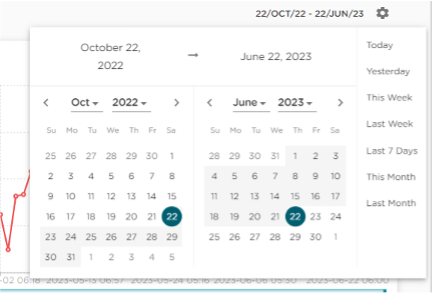 22/OCT/22 - 22/JUN/23
October 22,
2022
→
June 22, 2023
Today
Yesterday
This Week
Last Week
Last 7 Days
This Month
Last Month
< Oct 2022 >
Su Mo Tu We Th Fr Sa
25 26 27 28 29 30 1
2 3 4 5 6 7 8
9 10 11 12 13 14 15
16 17 18 19 20 21 22
23 24 25 26 27 28 29
30 31 1 2 3 4 5
< June 2023 >
Su Mo Tu We Th Fr Sa
28 29 30 31 1 2 3
4 5 6 7 8 9 10
11 12 13 14 15 16 17
18 19 20 21 22 23 24
25 26 27 28 29 30 1
2023-05-13 06:57 2023-05-24 05:16 2023-06-06 05:30 2023-06-22 06:00